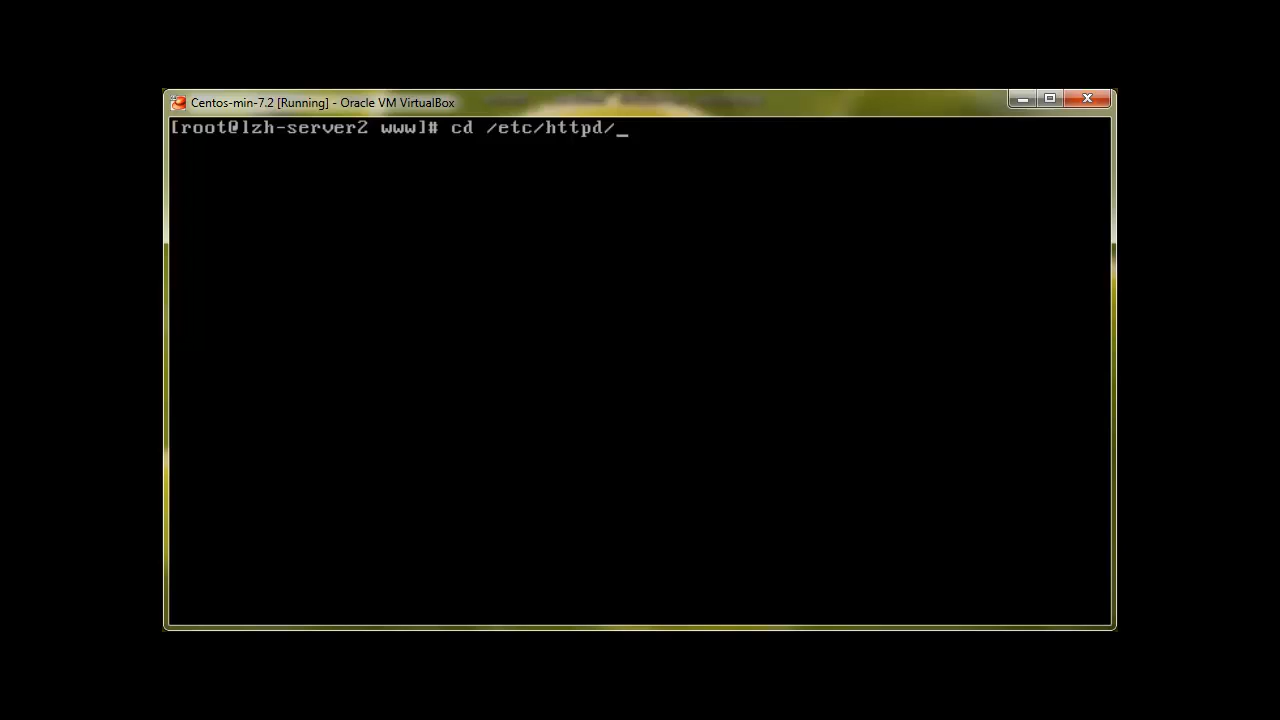 Centos-min-7.2 [Running] - Oracle VM VirtualBox
[root@lzh-server2 www]# cd /etc/httpd/_